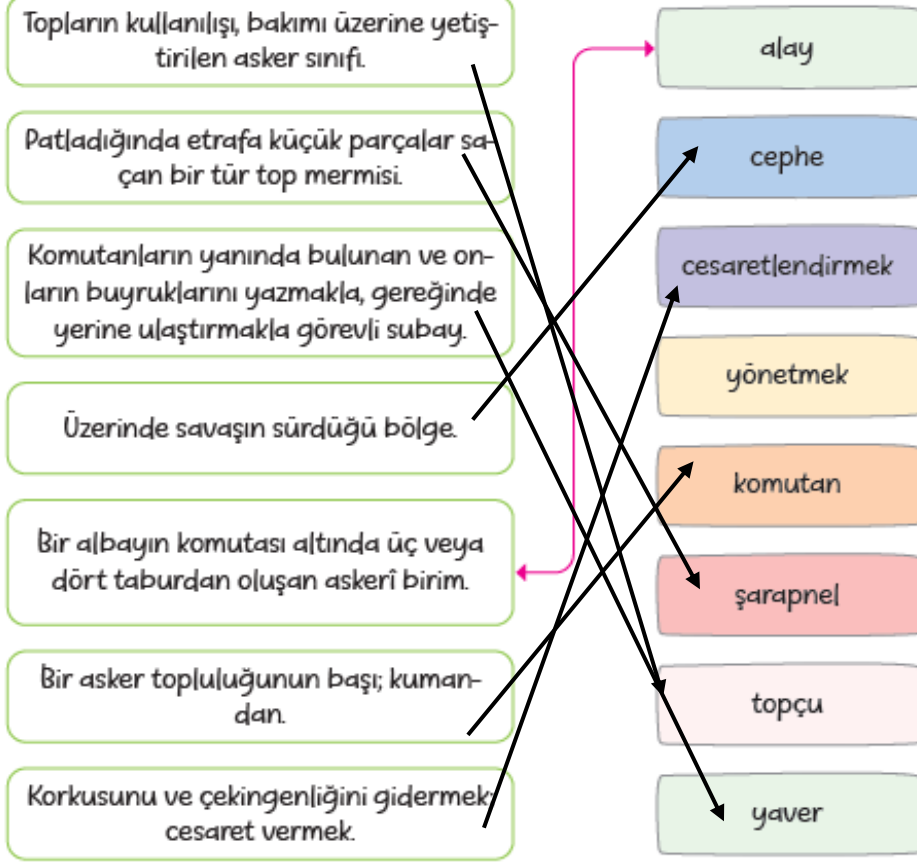 Topların kullanılışı, bakımı üzerine yetiş-
tirilen asker sınıfı.
Patladığında etrafa küçük parçalar sa-
çan bir tür top mermisi.
Komutanların yanında bulunan ve on-
ların buyruklarını yazmakla, gereğinde
yerine ulaştırmakla görevli subay.
Üzerinde savaşın sürdüğü bölge.
Bir albayın komutası altında üç veya
dört taburdan oluşan askerî birim.
Bir asker topluluğunun başı; kuman-
dan.
Korkusunu ve çekingenliğini gidermek;
cesaret vermek.
alay
cephe
cesaretlendirmek
yönetmek
komutan
şarapnel
topçu
yaver